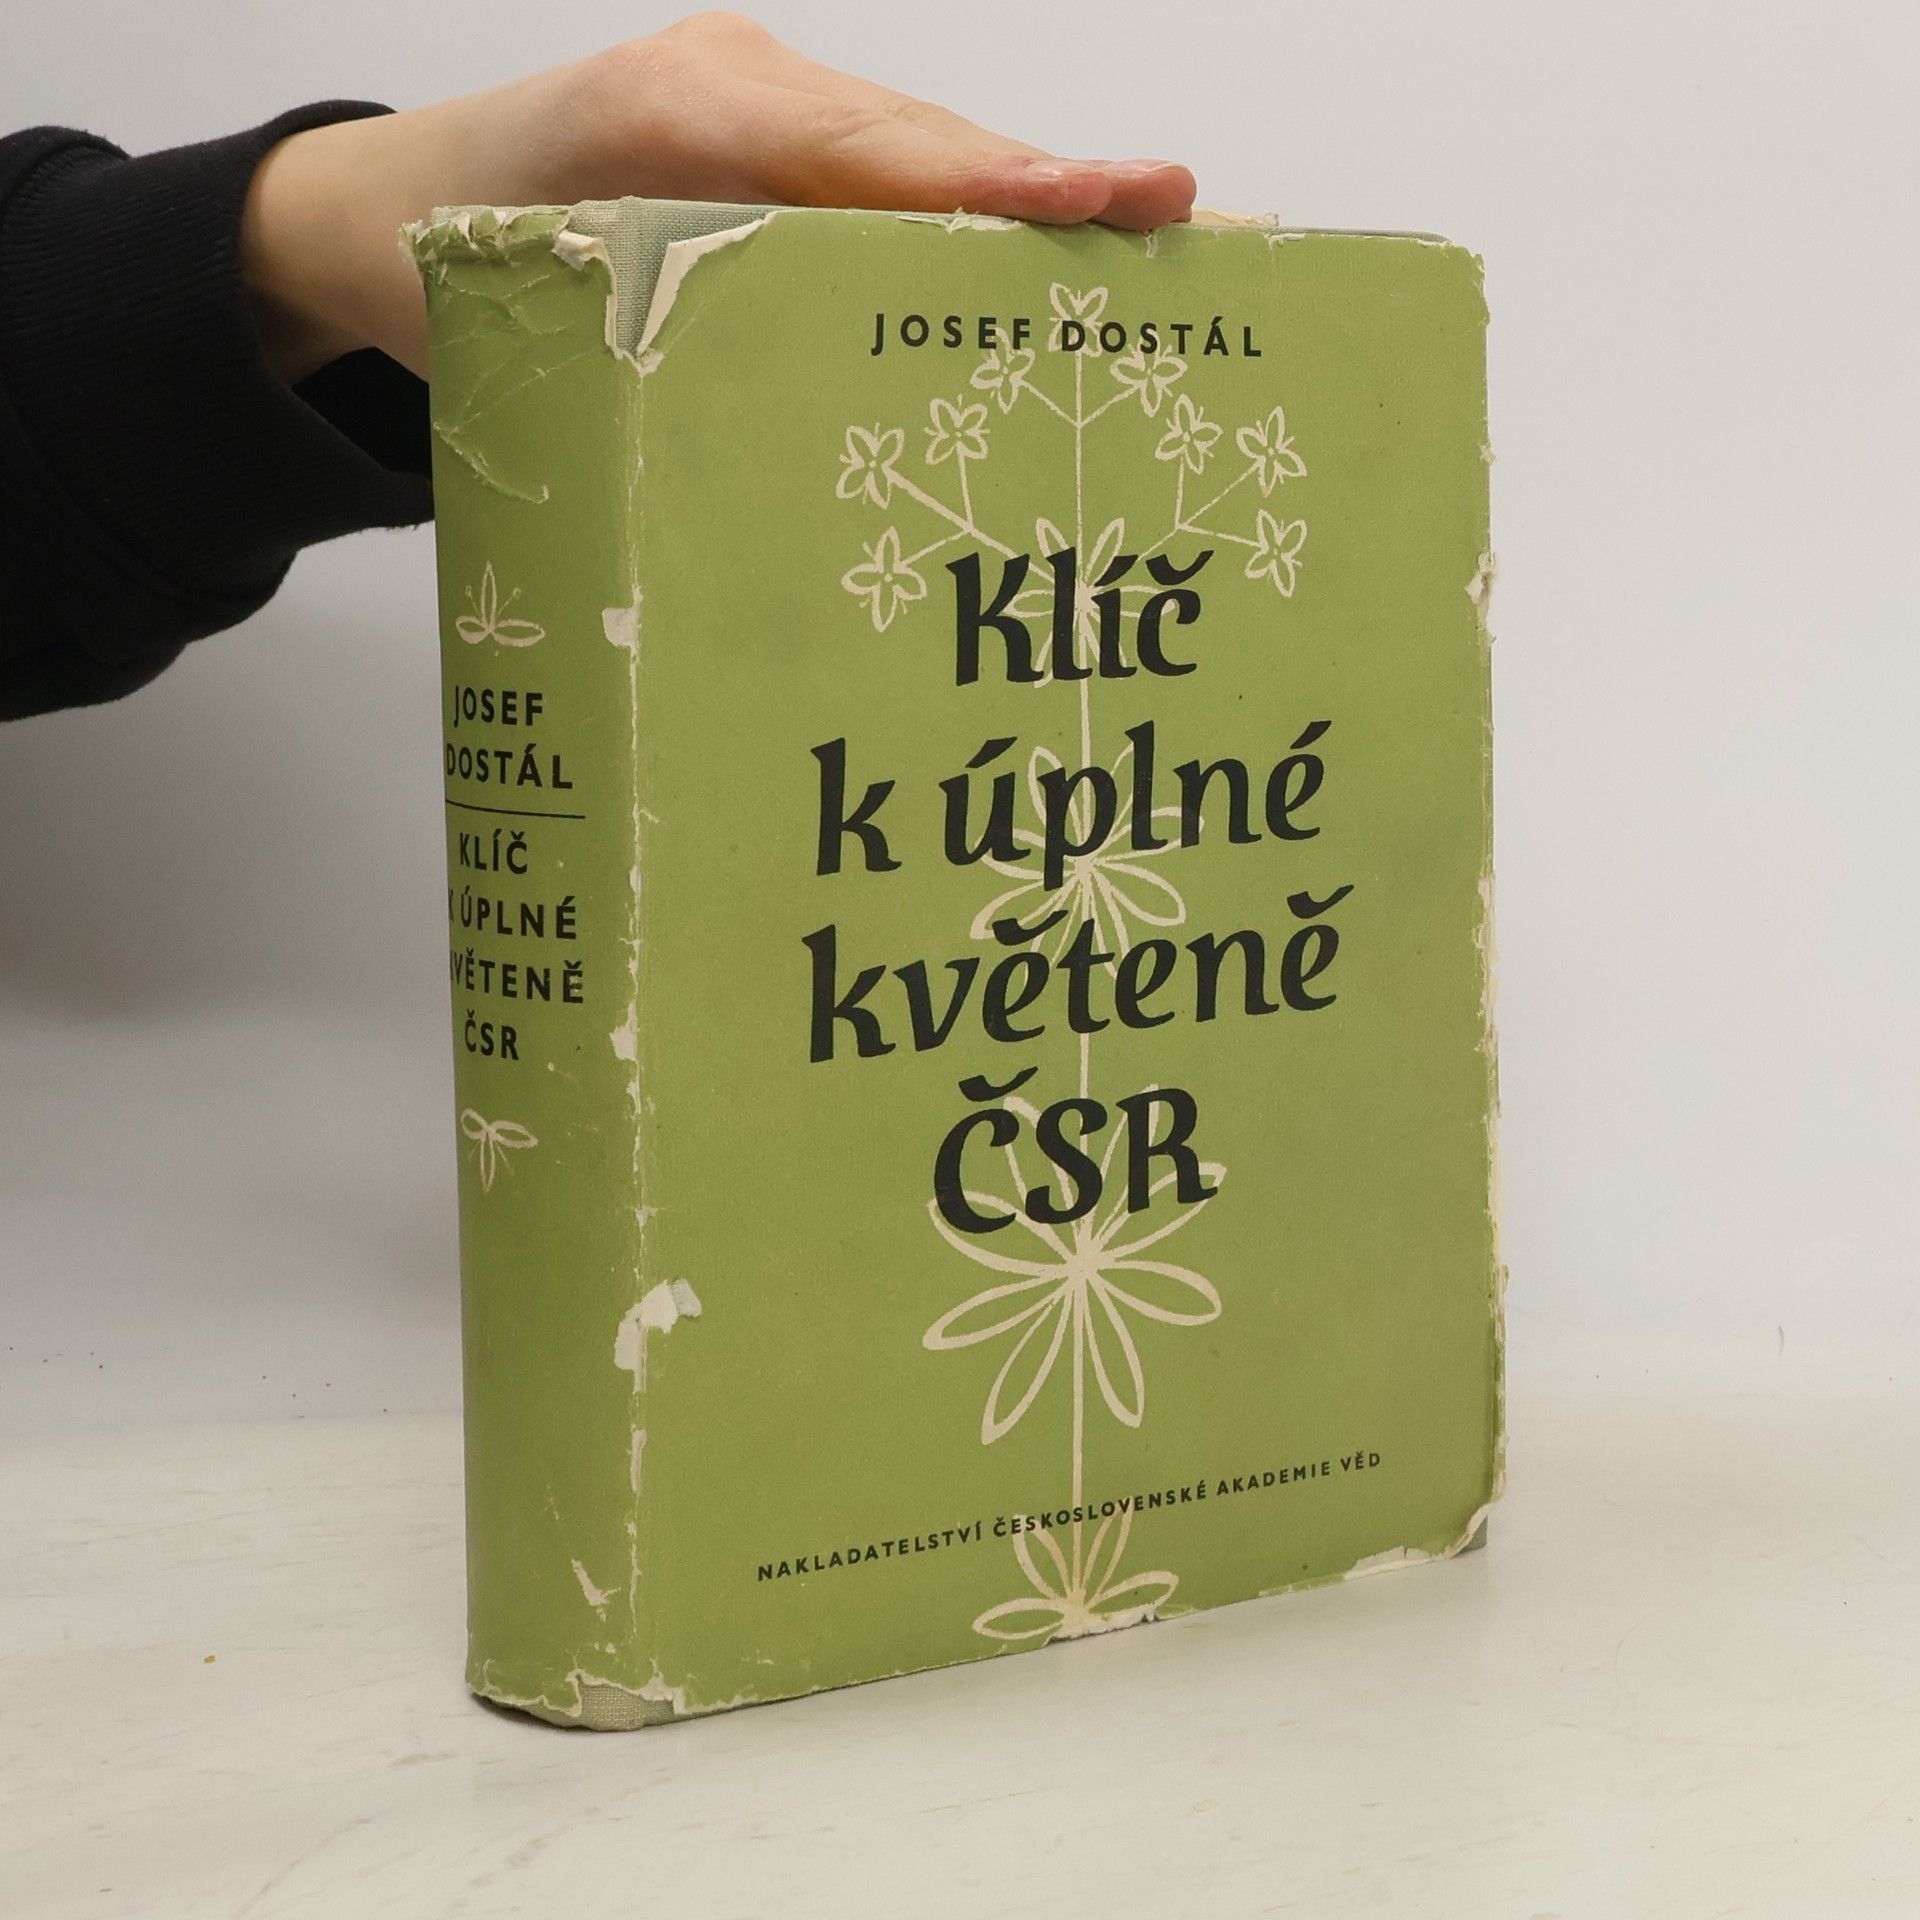 JOSEF DOSTÁL
Klíč
k úplné
květeně
ČSR
NAKLADATELSTVÍ ČESKOSLOVENSKÉ AKADEMIE VĚD
JOSEF
DOSTÁL
KLÍČ
K ÚPLNÉ
KVĚTENĚ
ČSR